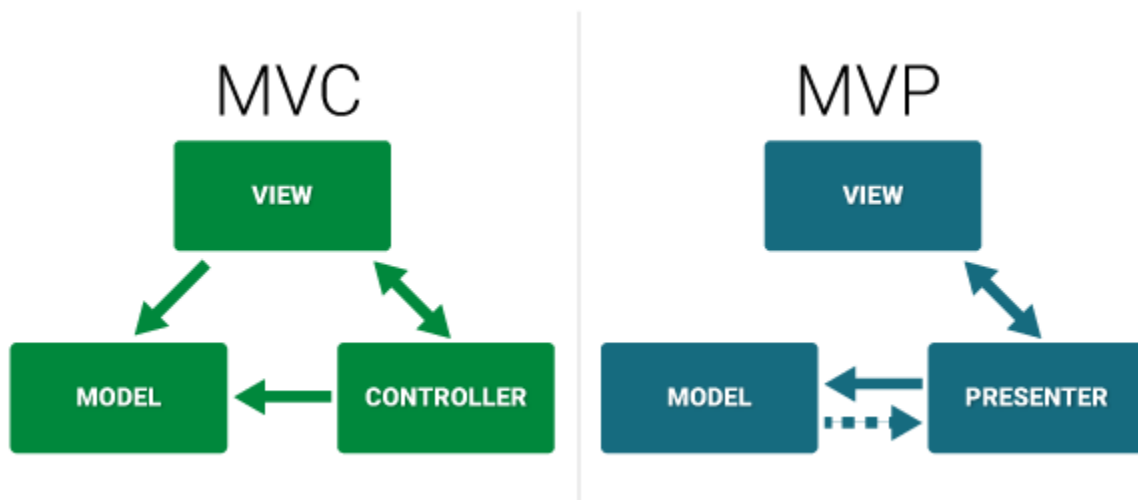 MVC
VIEW
MODEL
CONTROLLER
MVP
VIEW
MODEL
PRESENTER